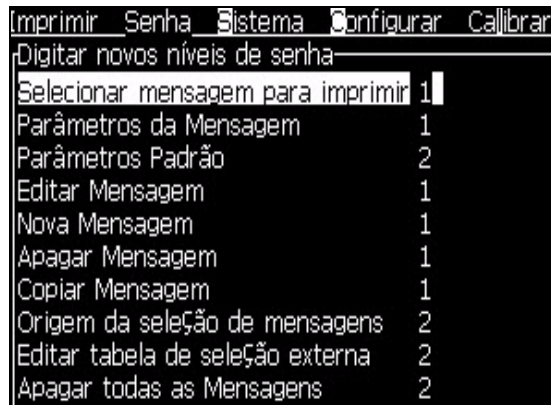 Imprimir Senha Sistema Configurar Calibrar
Digitar novos níveis de senha
Selecionar mensagem para imprimir 1
Parâmetros da Mensagem 1
Parâmetros Padrão 2
Editar Mensagem 1
Nova Mensagem 1
Apagar Mensagem 1
Copiar Mensagem 1
Origem da seleção de mensagens 2
Editar tabela de seleção externa 2
Apagar todas as Mensagens 2